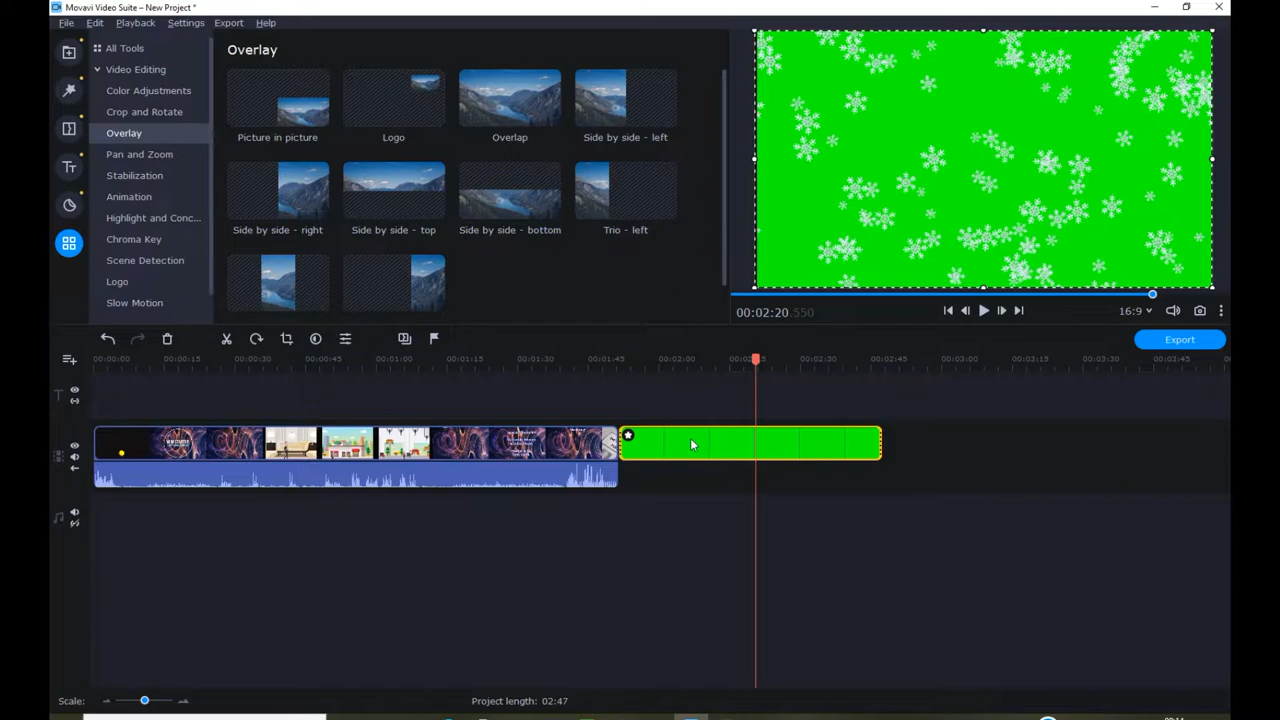 Movavi Video Suite – New Project *
File Edit Playback Settings Export Help
All Tools
Video Editing
Color Adjustments
Crop and Rotate
Overlay
Pan and Zoom
Stabilization
Animation
Highlight and Conc...
Chroma Key
Scene Detection
Logo
Slow Motion
Overlay
Picture in picture Logo Overlap Side by side - left
Side by side - right Side by side - top Side by side - bottom Trio - left
00:02:20.550
16:9
Export
00:00:00 00:00:15 00:00:30 00:00:45 00:01:00 00:01:15 00:01:30 00:01:45 00:02:00 00:02:30 00:02:45 00:03:00 00:03:15 00:03:30 00:03:45
Scale: Project length: 02:47